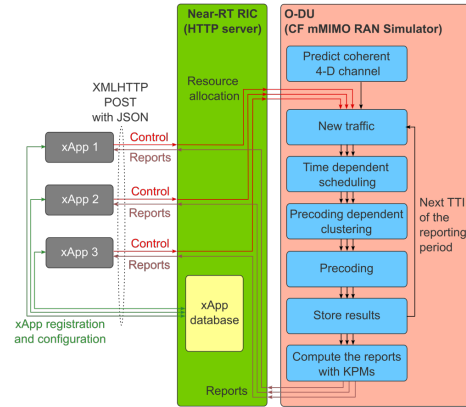 Near-RT RIC
(HTTP server)
O-DU
(CF mMIMO RAN Simulator)
Predict coherent
4-D channel
XMLHTTP
POST
with JSON
Resource
allocation
New traffic
xApp 1
Control
Reports
Time dependent
scheduling
xApp 2
Control
Reports
Precoding dependent
clustering
Next TTI
of the
reporting
period
xApp 3
Control
Reports
Precoding
xApp
database
Store results
xApp registration
and configuration
Compute the reports
with KPMs
Reports